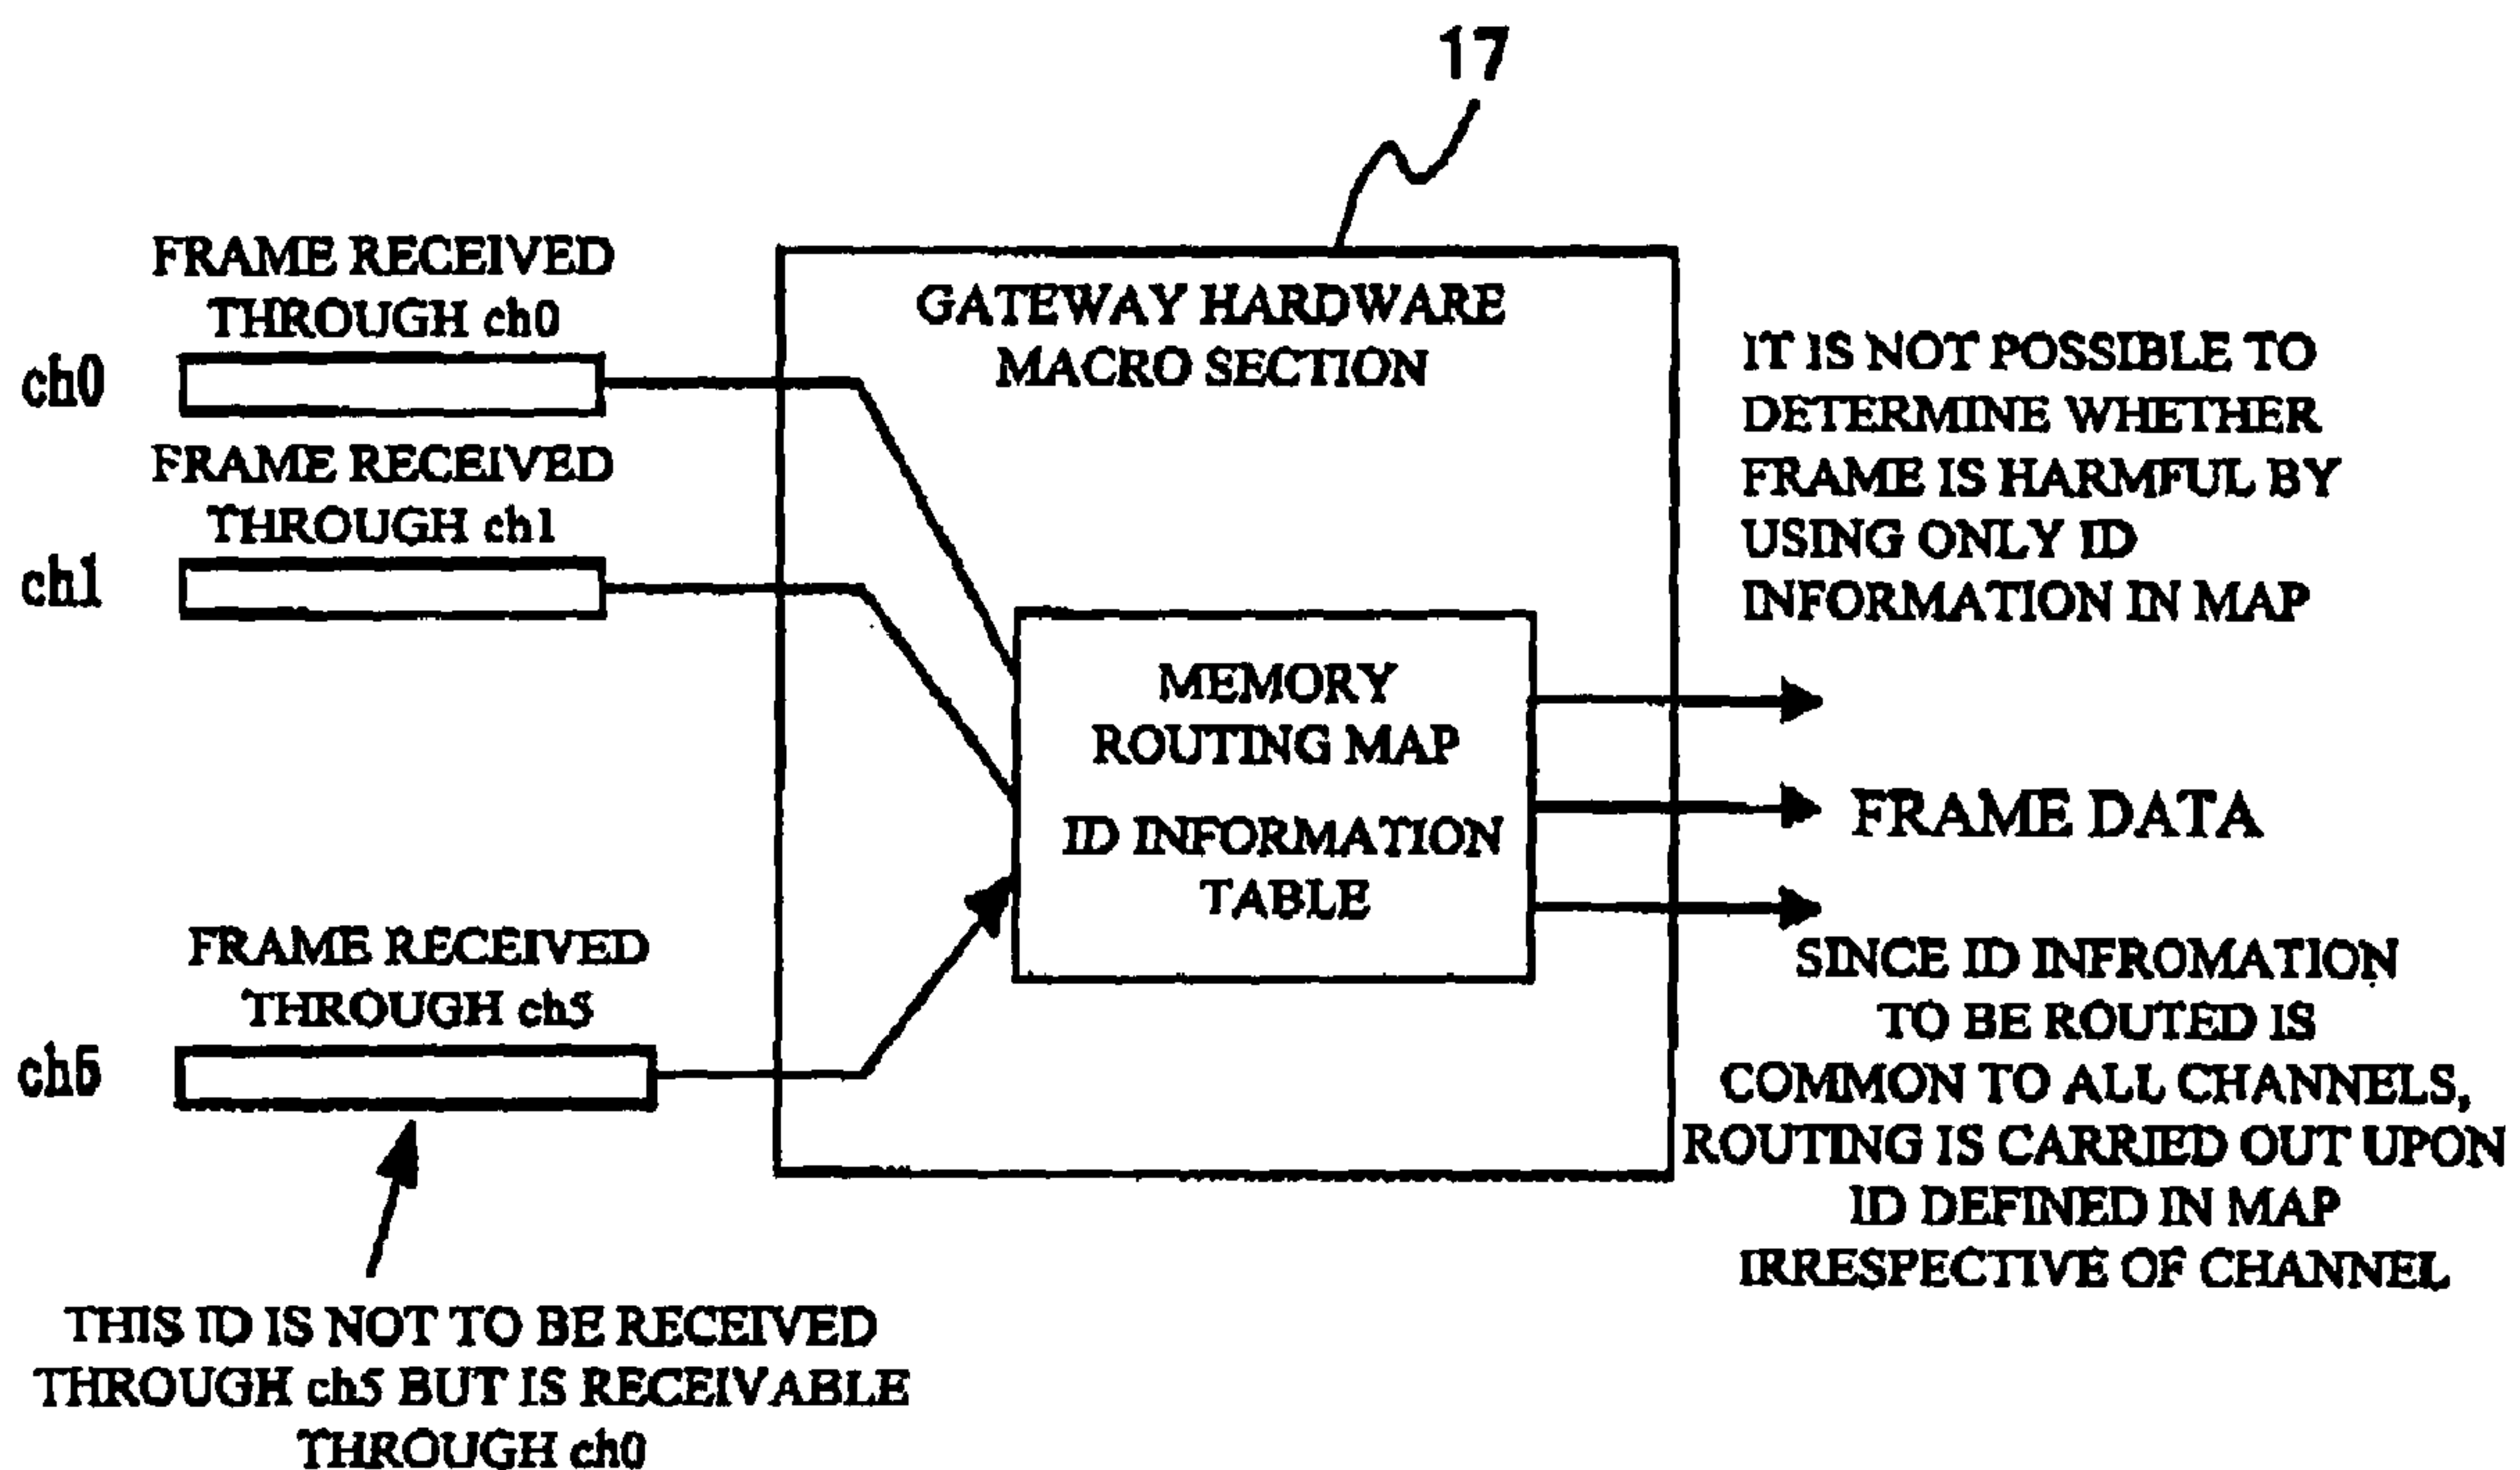 17
FRAME RECEIVED
THROUGH ch0
ch0
FRAME RECEIVED
THROUGH ch1
ch1
FRAME RECEIVED
THROUGH ch5
ch5
THIS ID IS NOT TO BE RECEIVED
THROUGH ch5 BUT IS RECEIVABLE
THROUGH ch0
GATEWAY HARDWARE
MACRO SECTION
MEMORY
ROUTING MAP
ID INFORMATION
TABLE
IT IS NOT POSSIBLE TO
DETERMINE WHETHER
FRAME IS HARMFUL BY
USING ONLY ID
INFORMATION IN MAP
FRAME DATA
SINCE ID INFROMATION
TO BE ROUTED IS
COMMON TO ALL CHANNELS,
ROUTING IS CARRIED OUT UPON
ID DEFINED IN MAP
IRRESPECTIVE OF CHANNEL